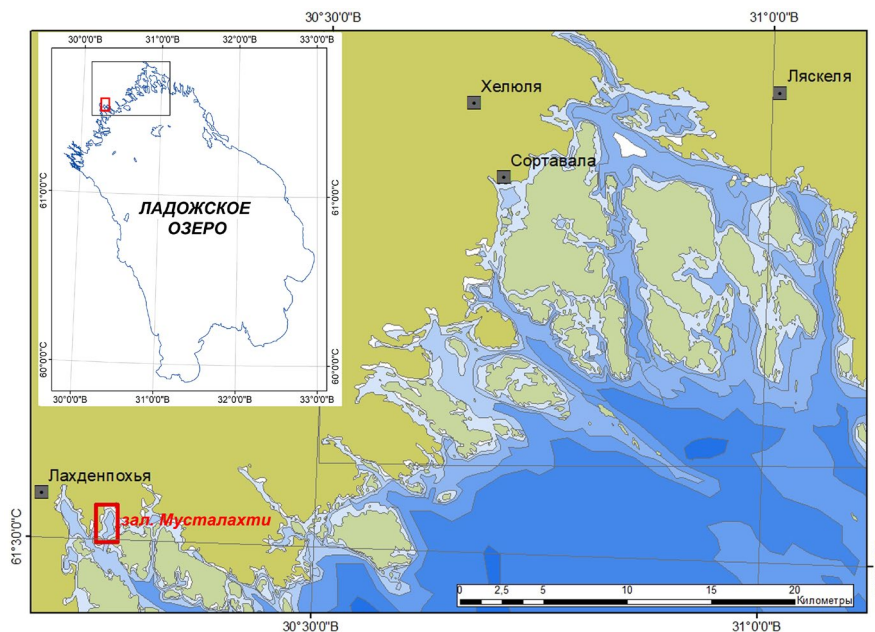 30°30'0"В
31°0'0"В
30°0'0"В
31°0'0"В
32°0'0"В
33°0'0"В
Ляскеля
Хелюля
Сортавала
61°0'0"С
61°0'0"С
ЛАДОЖСКОЕ
ОЗЕРО
60°0'0"С
60°0'0"С
30°0'0"В
31°0'0"В
32°0'0"В
33°0'0"В
Лахденпохья
зал. Мусталахти
61°30'0"С
0
2,5
5
10
15
20
Километры
30°30'0"В
31°0'0"В